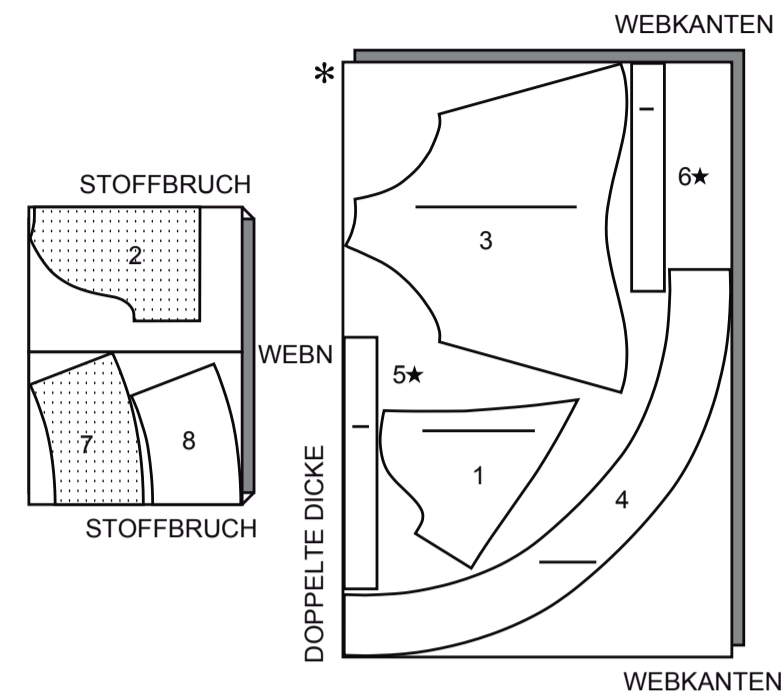 WEBKANTEN
*
6★
STOFFBRUCH
2
3
WEBN
5★
7
8
1
4
STOFFBRUCH
DOPPELTE DICKE
WEBKANTEN